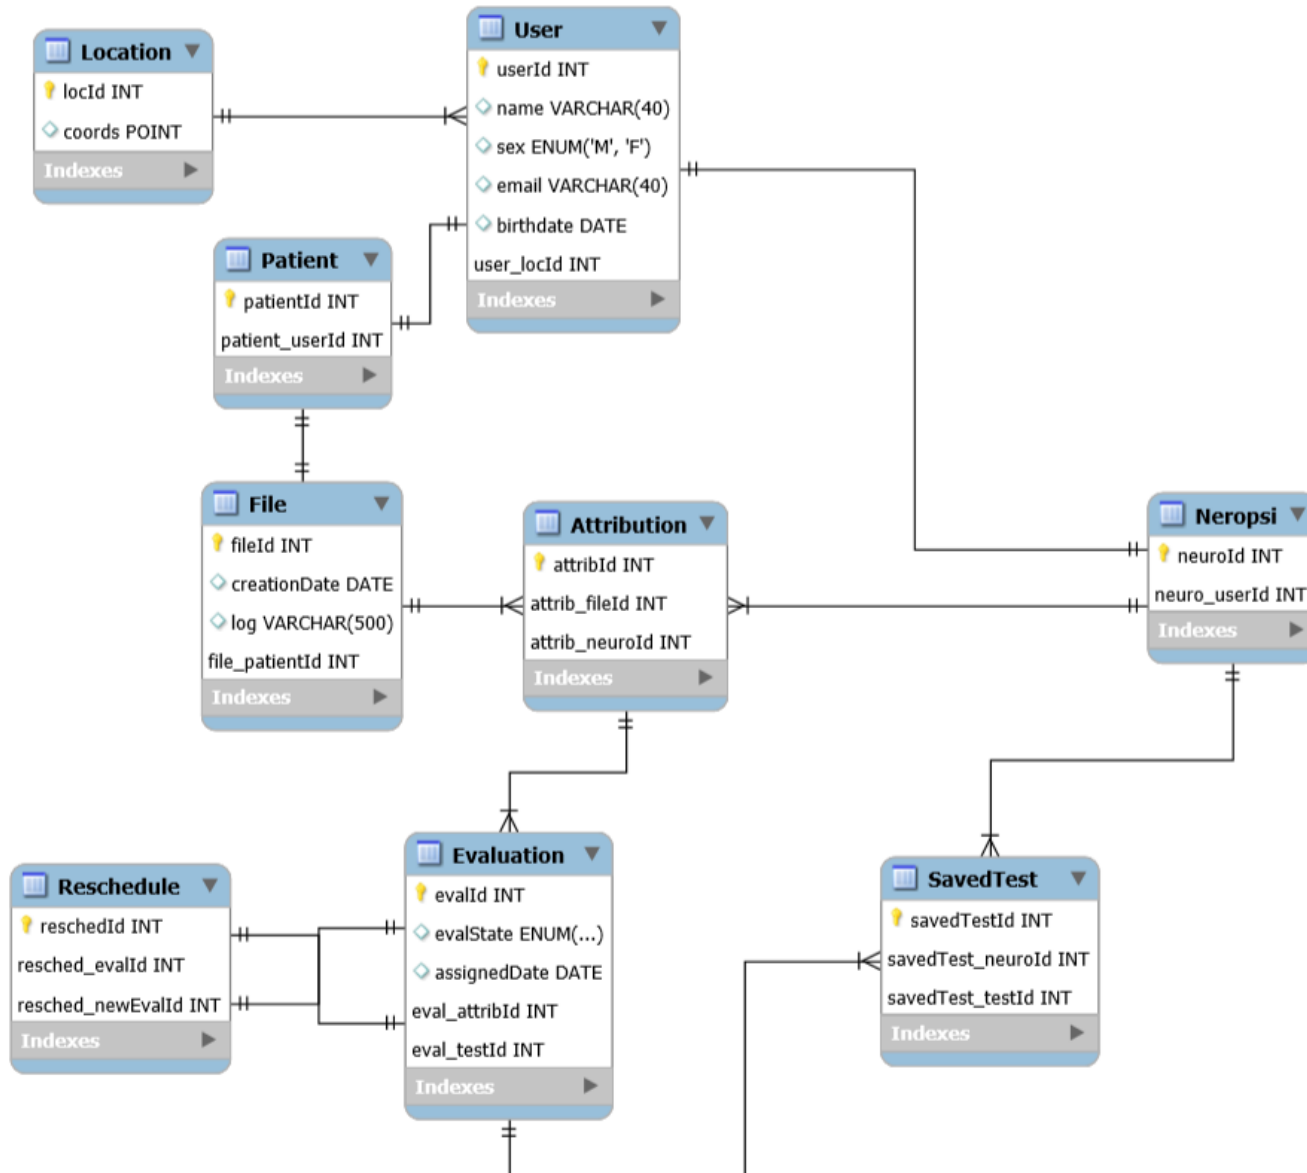 Location
locId INT
coords POINT
Indexes
User
userId INT
name VARCHAR(40)
sex ENUM('M', 'F')
email VARCHAR(40)
birthdate DATE
user_locId INT
Indexes
Patient
patientId INT
patient_userId INT
Indexes
File
fileId INT
creationDate DATE
log VARCHAR(500)
file_patientId INT
Indexes
Attribution
attribId INT
attrib_fileId INT
attrib_neuroId INT
Indexes
Neropsi
neuroId INT
neuro_userId INT
Indexes
Reschedule
reschedId INT
resched_evalId INT
resched_newEvalId INT
Indexes
Evaluation
evalId INT
evalState ENUM(...)
assignedDate DATE
eval_attribId INT
eval_testId INT
Indexes
SavedTest
savedTestId INT
savedTest_neuroId INT
savedTest_testId INT
Indexes